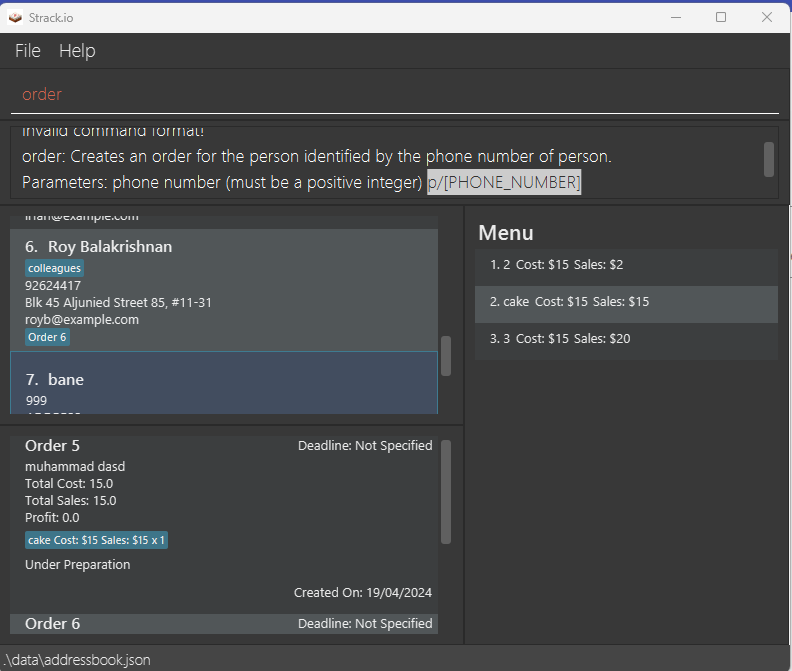 Strack.io
File Help
order
Invalid command format!
order: Creates an order for the person identified by the phone number of person.
Parameters: phone number (must be a positive integer) p/[PHONE_NUMBER]
6. Roy Balakrishnan
colleagues
92624417
Blk 45 Aljunied Street 85, #11-31
royb@example.com
Order 6
7. bane
999
Order 5 Deadline: Not Specified
muhammad dasd
Total Cost: 15.0
Total Sales: 15.0
Profit: 0.0
cake Cost: $15 Sales: $15 x 1
Under Preparation
Created On: 19/04/2024
Order 6 Deadline: Not Specified
Menu
1. 2 Cost: $15 Sales: $2
2. cake Cost: $15 Sales: $15
3. 3 Cost: $15 Sales: $20
.\data\addressbook.json